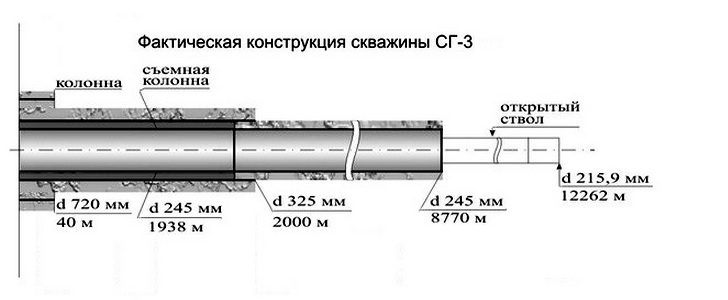 Фактическая конструкция скважины СГ-3
колонна
съемная
колонна
открытый
ствол
d 720 мм
40 м
d 245 мм
1938 м
d 325 мм
2000 м
d 245 мм
8770 м
d 215,9 мм
12262 м